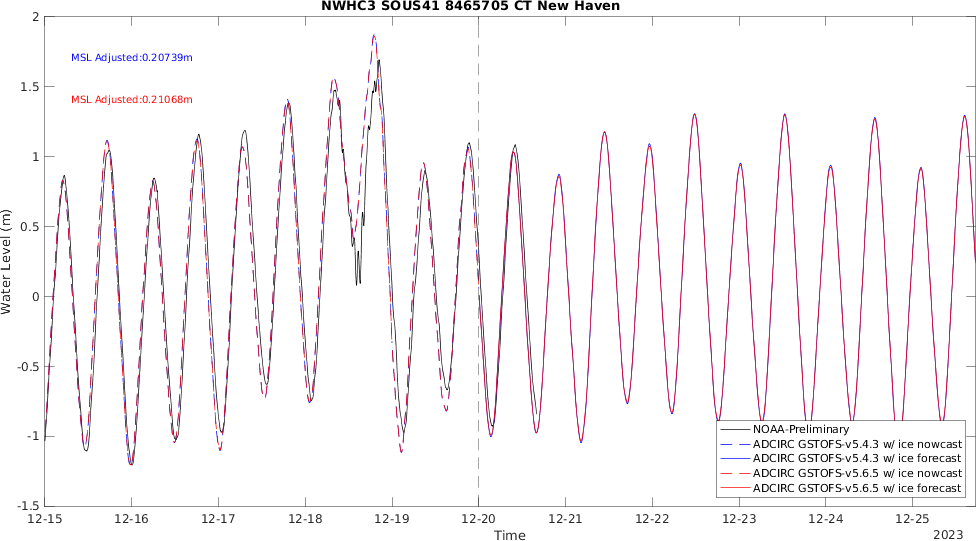 NWHC3 SOUS41 8465705 CT New Haven
2
1.5
1
0.5
0
-0.5
-1
-1.5
Water Level (m)
MSL Adjusted:0.20739m
MSL Adjusted:0.21068m
NOAA-Preliminary
ADCIRC GSTOFS-v5.4.3 w/ ice nowcast
ADCIRC GSTOFS-v5.4.3 w/ ice forecast
ADCIRC GSTOFS-v5.6.5 w/ ice nowcast
ADCIRC GSTOFS-v5.6.5 w/ ice forecast
12-15 12-16 12-17 12-18 12-19 12-20 12-21 12-22 12-23 12-24 12-25
Time
2023